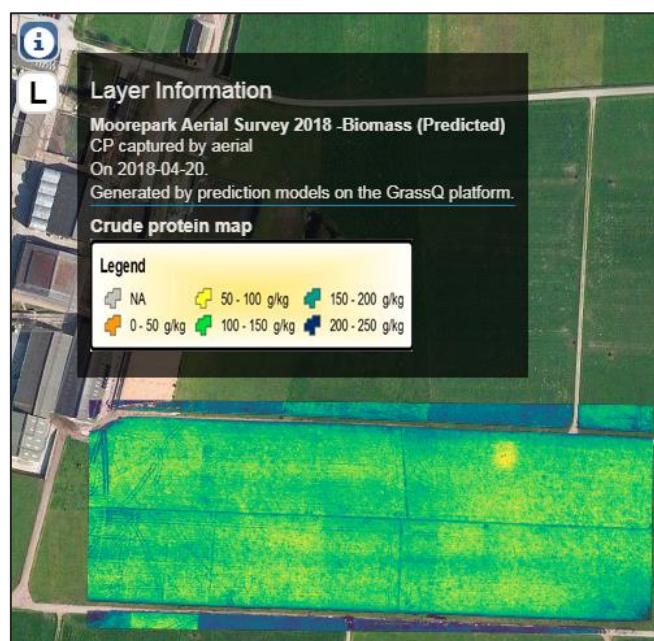 i
L
Layer Information
Moorepark Aerial Survey 2018 -Biomass (Predicted)
CP captured by aerial
On 2018-04-20.
Generated by prediction models on the GrassQ platform.
Crude protein map
Legend
NA 50 - 100 g/kg 150 - 200 g/kg
0 - 50 g/kg 100 - 150 g/kg 200 - 250 g/kg